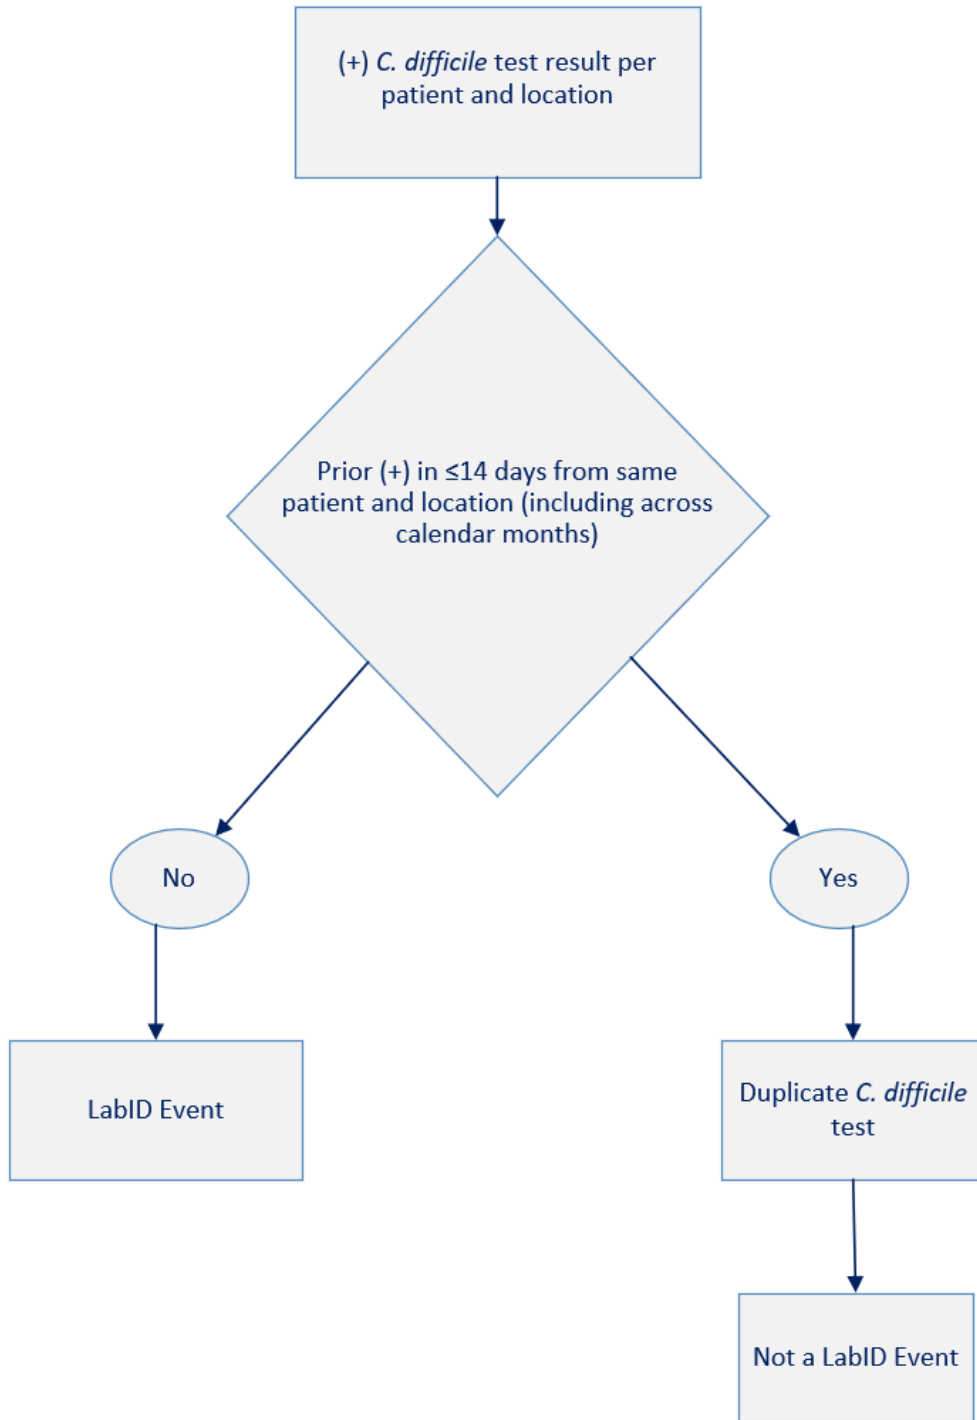 (+) C. difficile test result per
patient and location
Prior (+) in ≤14 days from same
patient and location (including across
calendar months)
No
Yes
LabID Event
Duplicate C. difficile
test
Not a LabID Event